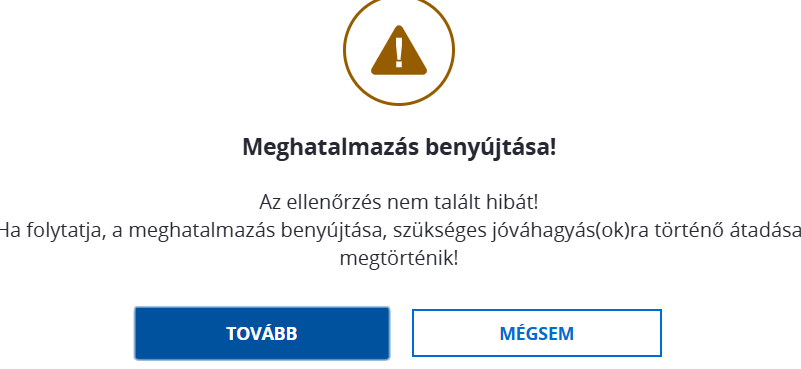 Meghatalmazás benyújtása!
Az ellenőrzés nem talált hibát!
Ha folytatja, a meghatalmazás benyújtása, szükséges jóváhagyás(ok)ra történő átadása
megtörténik!
TOVÁBB
MÉGSEM